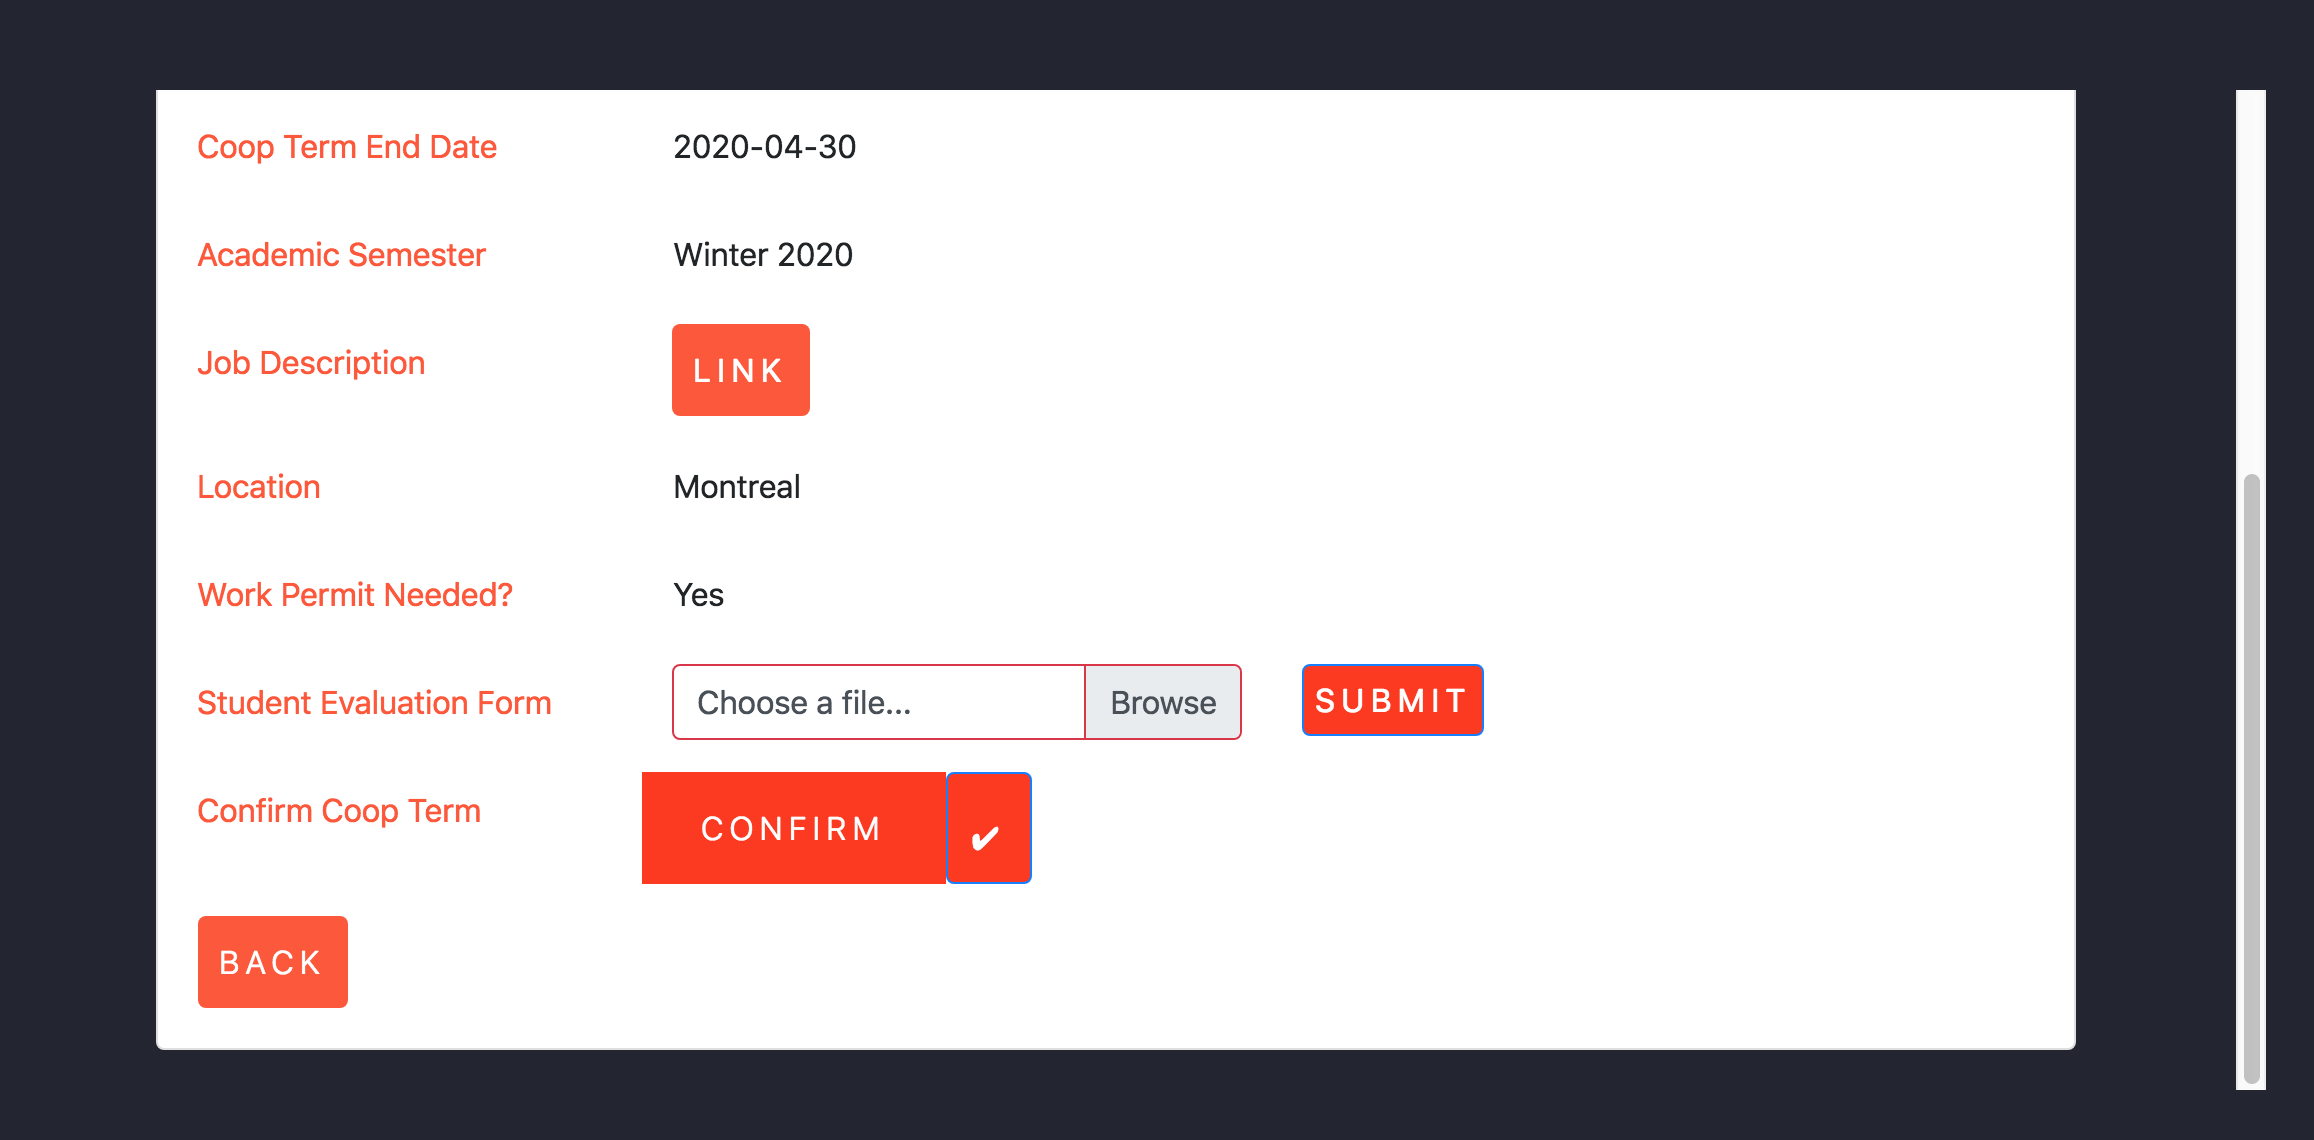 Coop Term End Date 2020-04-30
Academic Semester Winter 2020
Job Description LINK
Location Montreal
Work Permit Needed? Yes
Student Evaluation Form Choose a file... Browse SUBMIT
Confirm Coop Term CONFIRM ✔
BACK